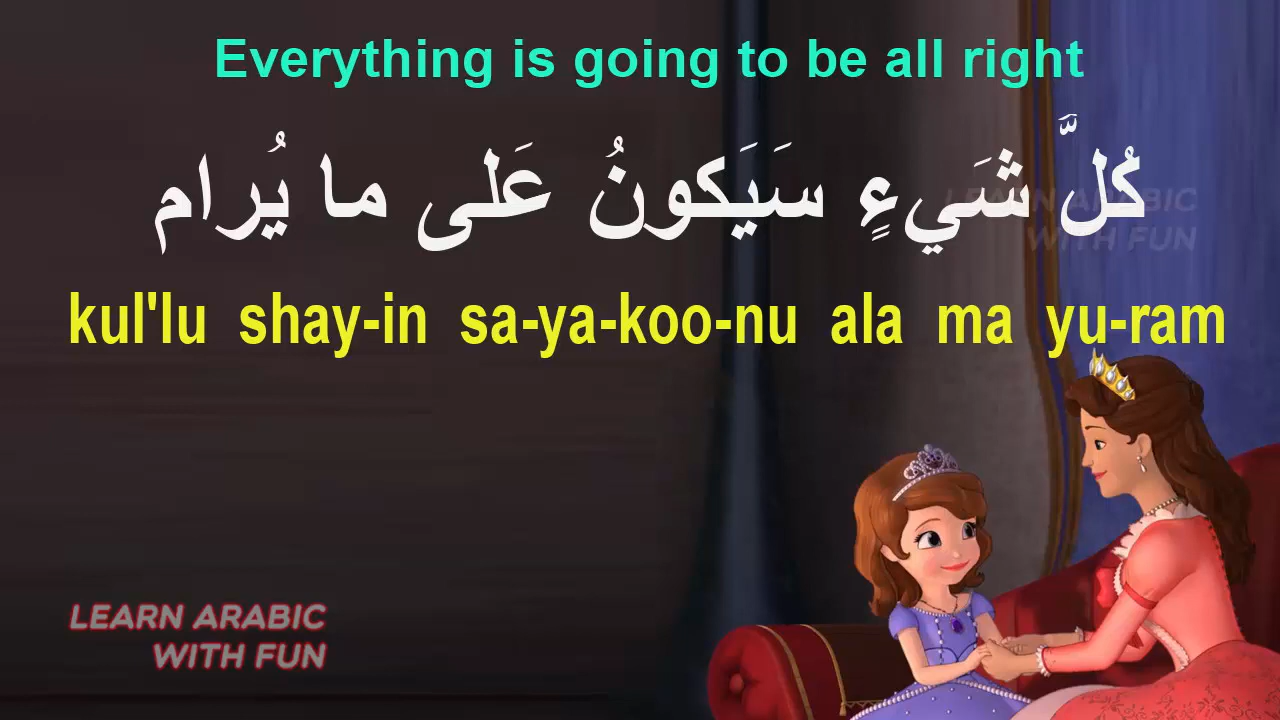 Everything is going to be all right
كُلَّ شَيءٍ سَيَكونُ عَلى ما يُرام
kul'lu shay-in sa-ya-koo-nu ala ma yu-ram
LEARN ARABIC
WITH FUN
LEARN ARABIC
WITH FUN